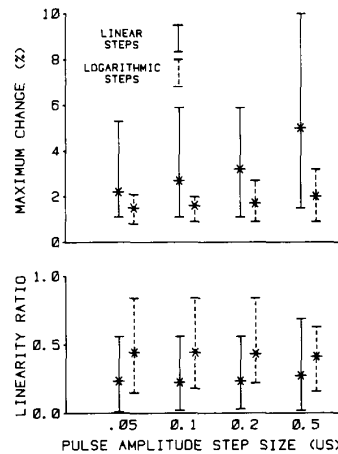 10
LINEAR
STEPS
8
LOGARITHMIC
STEPS
6
4
2
0
MAXIMUM CHANGE (%)
1.0
0.5
0.0
LINEARITY RATIO
.05 0.1 0.2 0.5
PULSE AMPLITUDE STEP SIZE (US)